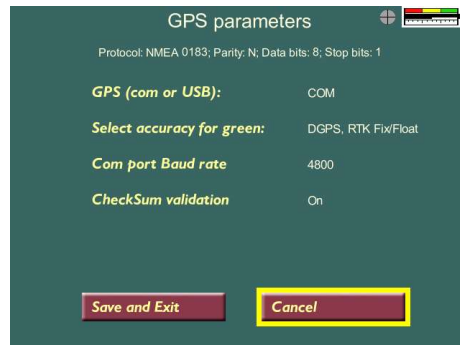 GPS parameters
Protocol: NMEA 0183; Parity: N; Data bits: 8; Stop bits: 1
GPS (com or USB): COM
Select accuracy for green: DGPS, RTK Fix/Float
Com port Baud rate 4800
CheckSum validation On
Save and Exit Cancel